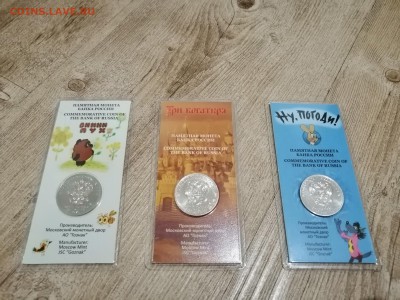 COINS.LAVE.RU
ПАМЯТНАЯ МОНЕТА
БАНКА РОССИИ
COMMEMORATIVE COIN OF
THE BANK OF RUSSIA
ВИННИ
ПУХ
Производитель:
Московский монетный двор
АО "Гознак"
Manufacturer:
Moscow Mint
JSC "Goznak"
Три богатыря
ПАМЯТНАЯ МОНЕТА
БАНКА РОССИИ
COMMEMORATIVE COIN OF
THE BANK OF RUSSIA
Производитель:
Московский монетный двор
АО "Гознак"
Manufacturer:
Moscow Mint
JSC "Goznak"
Ну, погоди!
ПАМЯТНАЯ МОНЕТА
БАНКА РОССИИ
COMMEMORATIVE COIN OF
THE BANK OF RUSSIA
Производитель:
Московский монетный двор
АО "Гознак"
Manufacturer:
Moscow Mint
JSC "Goznak"